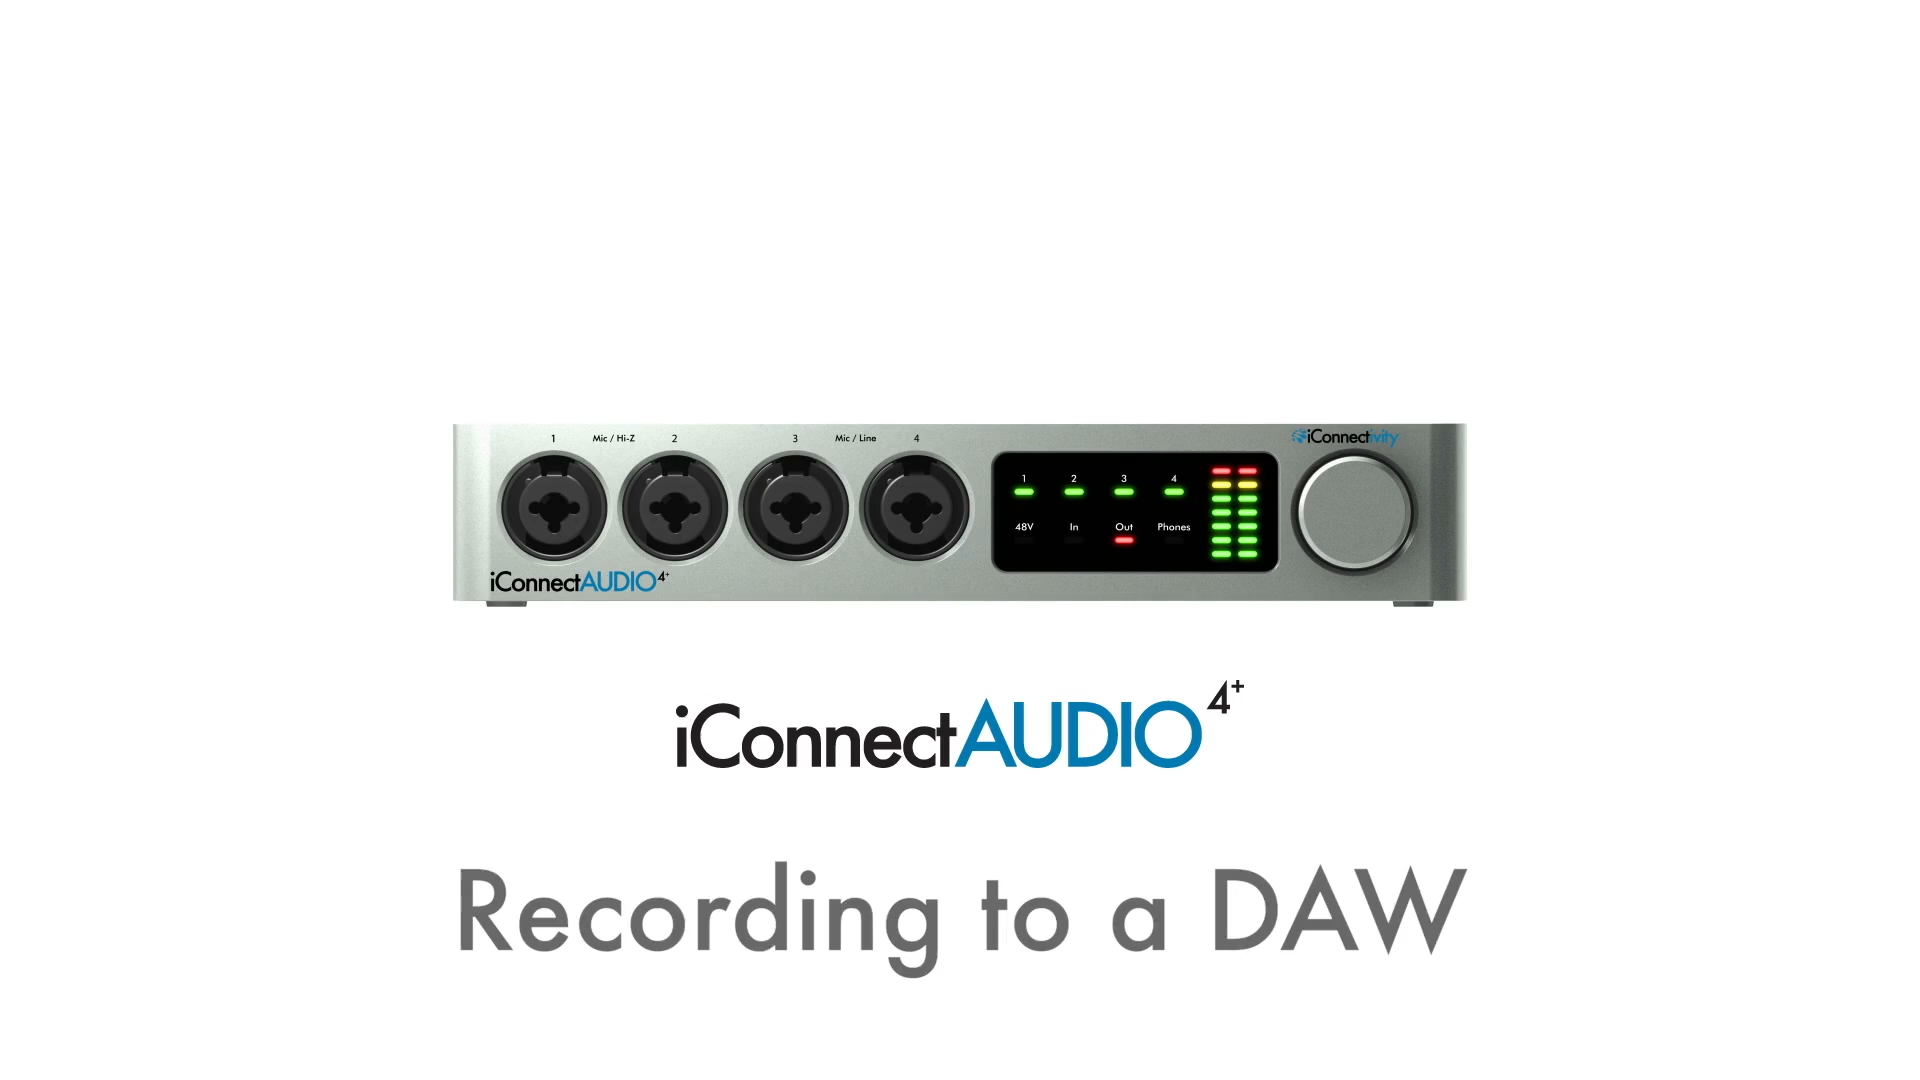 1 Mic / Hi-Z 2 3 Mic / Line 4
iConnectivity
1 2 3 4
48V In Out Phones
iConnectAUDIO4+
iConnectAUDIO4+
Recording to a DAW